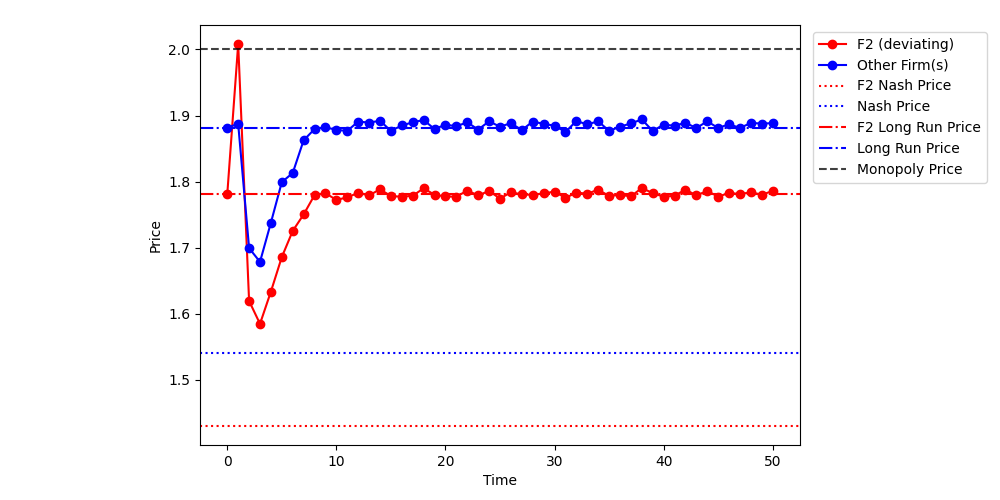 2.0
1.9
1.8
1.7
1.6
1.5
Price
0
10
20
30
40
50
Time
F2 (deviating)
Other Firm(s)
F2 Nash Price
Nash Price
F2 Long Run Price
Long Run Price
Monopoly Price